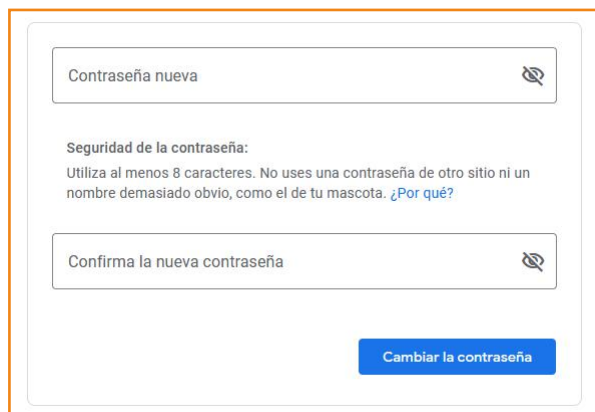 Contraseña nueva
Seguridad de la contraseña:
Utiliza al menos 8 caracteres. No uses una contraseña de otro sitio ni un
nombre demasiado obvio, como el de tu mascota. ¿Por qué?
Confirma la nueva contraseña
Cambiar la contraseña